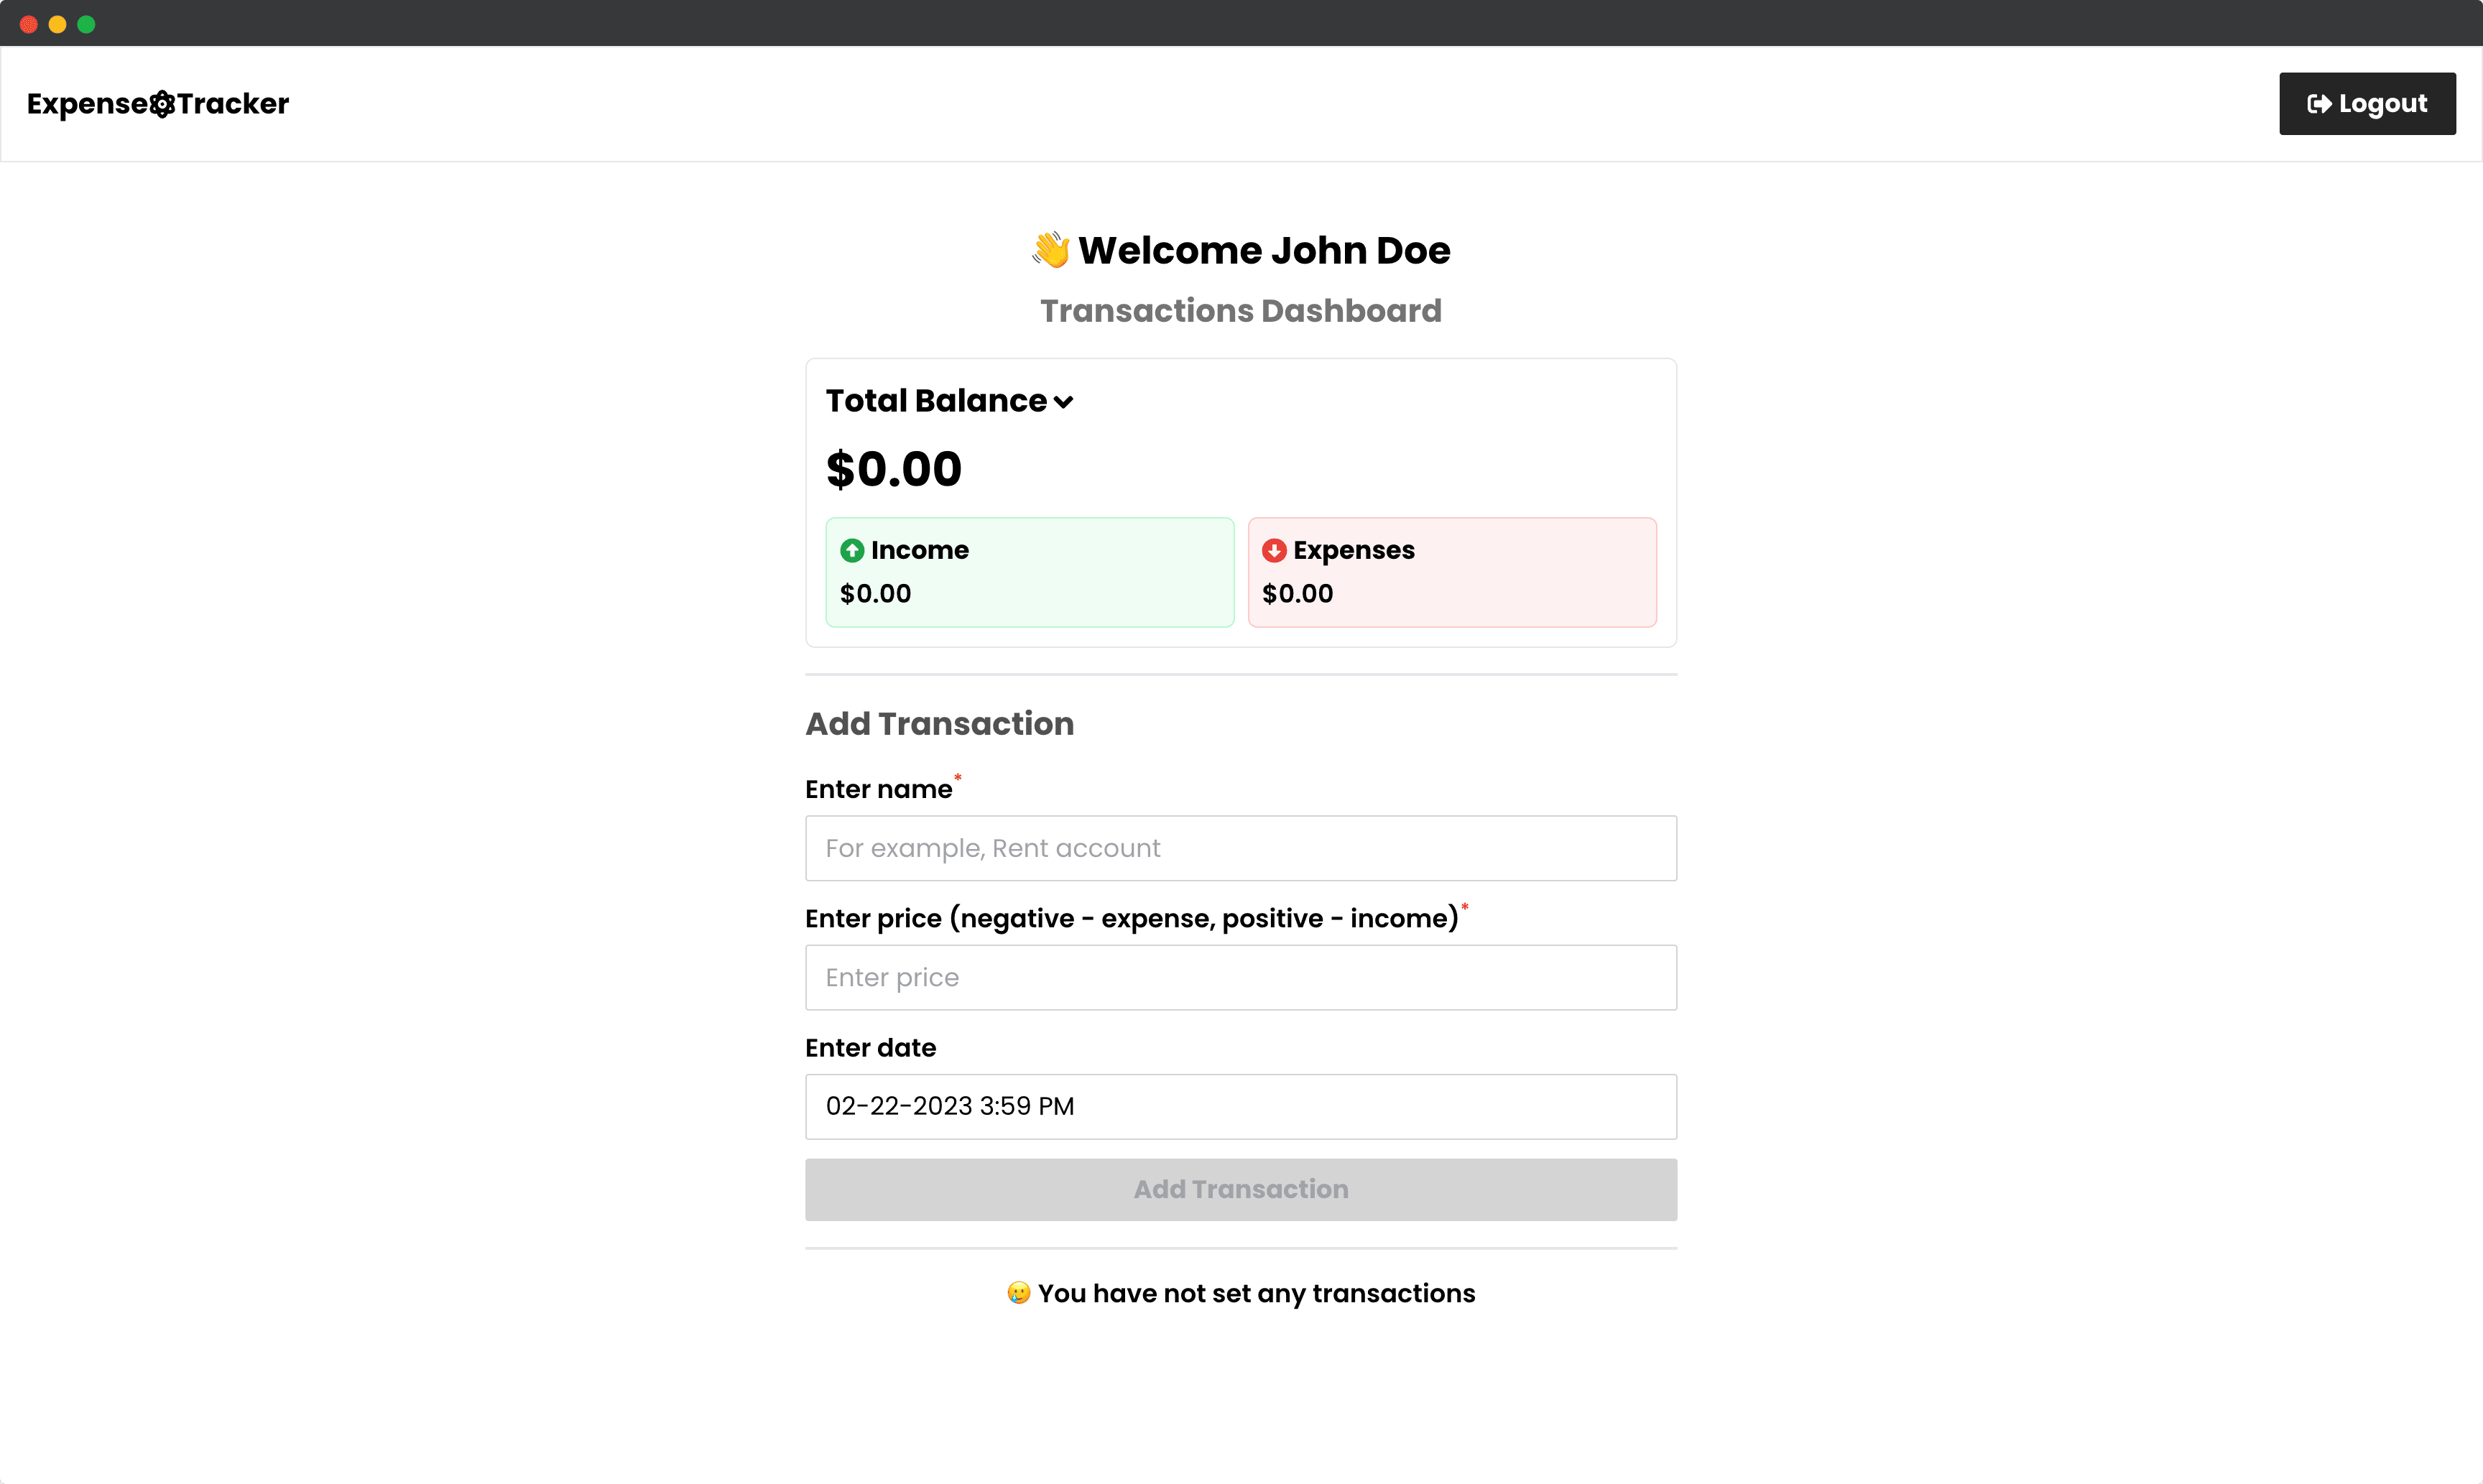 Expense Tracker
Logout
👋 Welcome John Doe
Transactions Dashboard
Total Balance
$0.00
Income
$0.00
Expenses
$0.00
Add Transaction
Enter name*
For example, Rent account
Enter price (negative - expense, positive - income)*
Enter price
Enter date
02-22-2023 3:59 PM
Add Transaction
🥲 You have not set any transactions